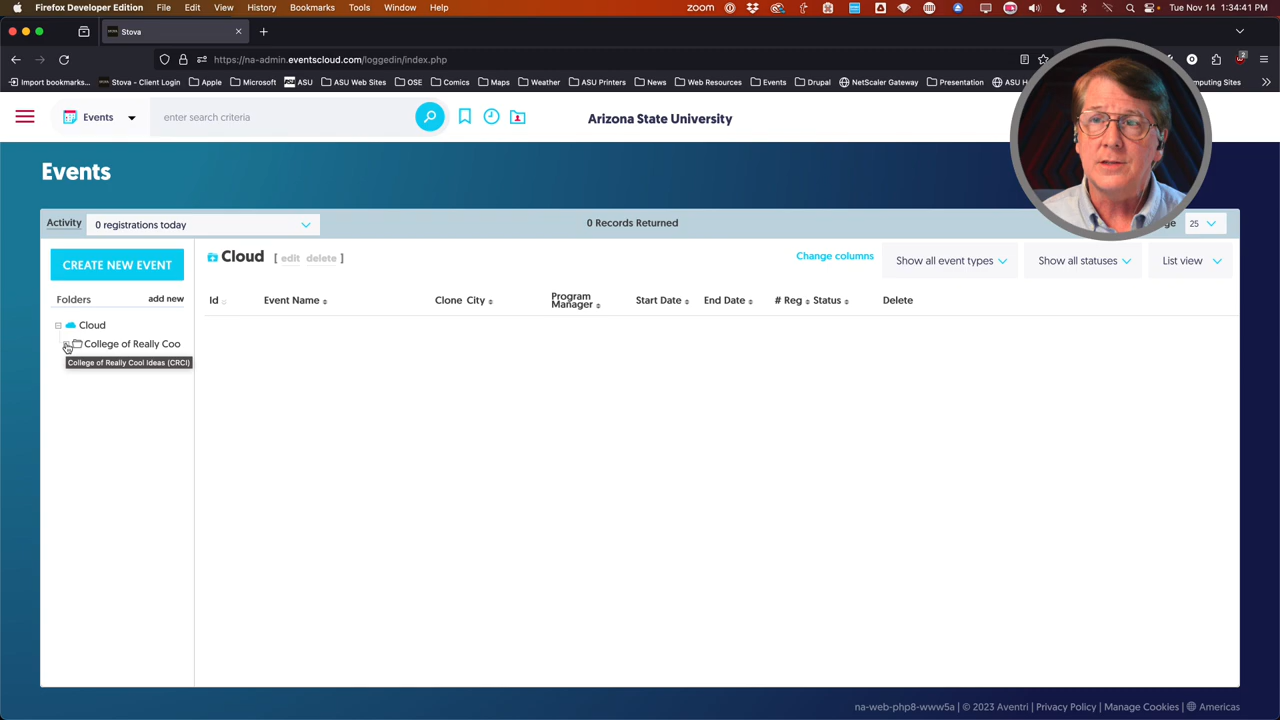 Firefox Developer Edition File Edit View History Bookmarks Tools Window Help zoom Tue Nov 14 2:34:41 PM
Stova
https://na-admin.eventscloud.com/loggedin/index.php
Import bookmarks... Stova - Client Login Apple Microsoft ASU ASU Web Sites OSE Comics Maps Weather ASU Printers News Web Resources Events Drupal NetScaler Gateway Presentation ASU
Events enter search criteria Arizona State University
Events
Activity 0 registrations today 0 Records Returned 25
CREATE NEW EVENT
Cloud [ edit delete ] Change columns Show all event types Show all statuses List view
Folders add new
Id Event Name Clone City Program Manager Start Date End Date # Reg Status Delete
Cloud
College of Really Coo
College of Really Cool Ideas (CRCI)
na-web-php8-www5a | © 2023 Aventri | Privacy Policy | Manage Cookies | Americas